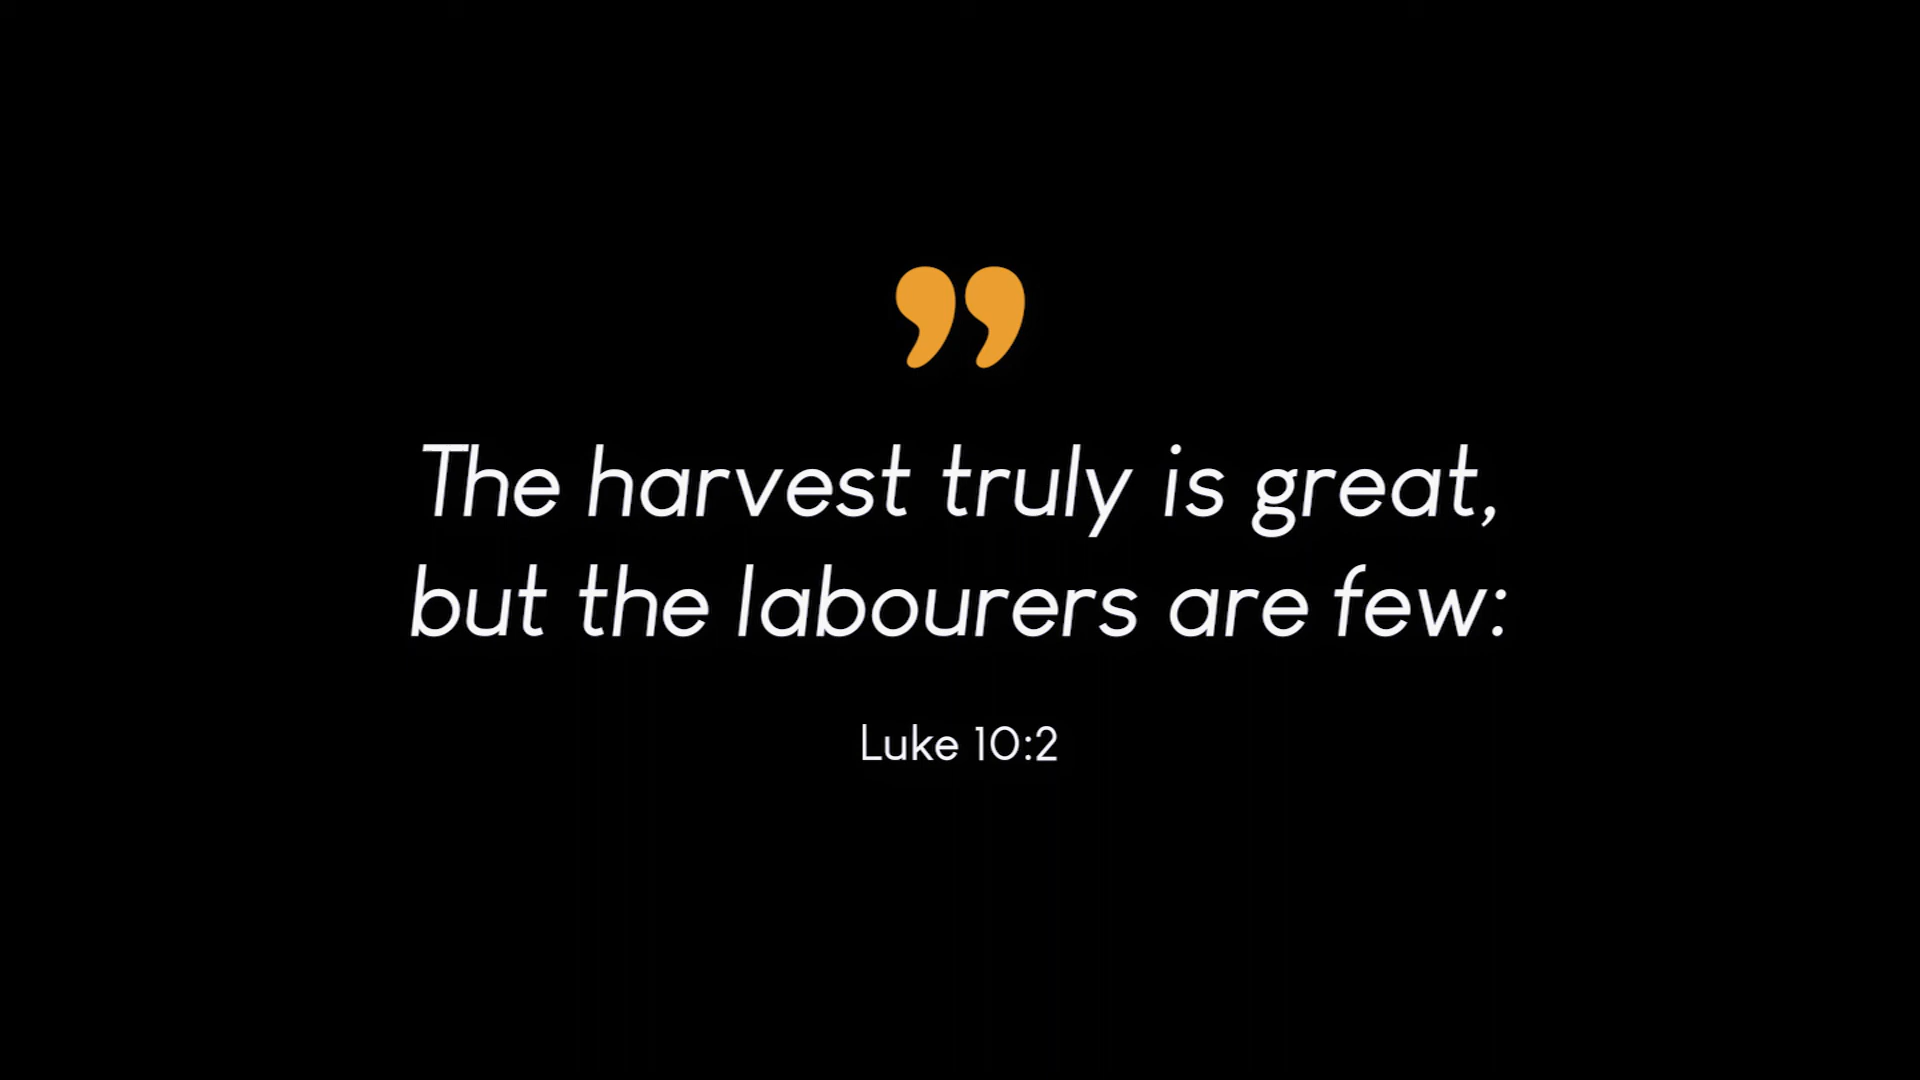 ”
The harvest truly is great,
but the labourers are few:
Luke 10:2